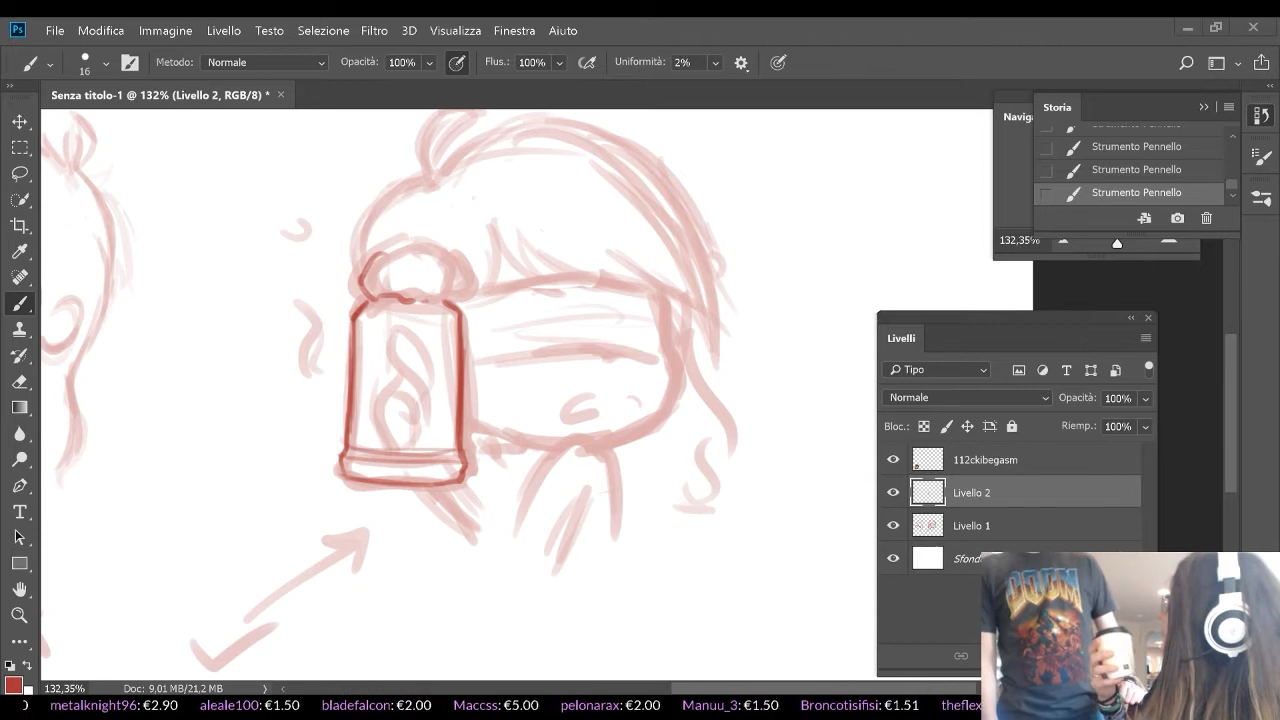 Ps File Modifica Immagine Livello Testo Selezione Filtro 3D Visualizza Finestra Aiuto
16 Metodo: Normale Opacità: 100% Flus.: 100% Uniformità: 2%
Senza titolo-1 @ 132% (Livello 2, RGB/8) *
Naviga
Storia
Strumento Pennello
Strumento Pennello
Strumento Pennello
Strumento Pennello
132,35%
Livelli
Tipo
Normale Opacità: 100%
Bloc.: Riemp.: 100%
112ckibegasm
Livello 2
Livello 1
Sfond
DOOM
132,35% Doc: 9,01 MB/21,2 MB
metalknight96: €2.90 aleale100: €1.50 bladefalcon: €2.00 Maccss: €5.00 pelonarax: €2.00 Manuu_3: €1.50 Broncotisifisi: €1.51 theflex